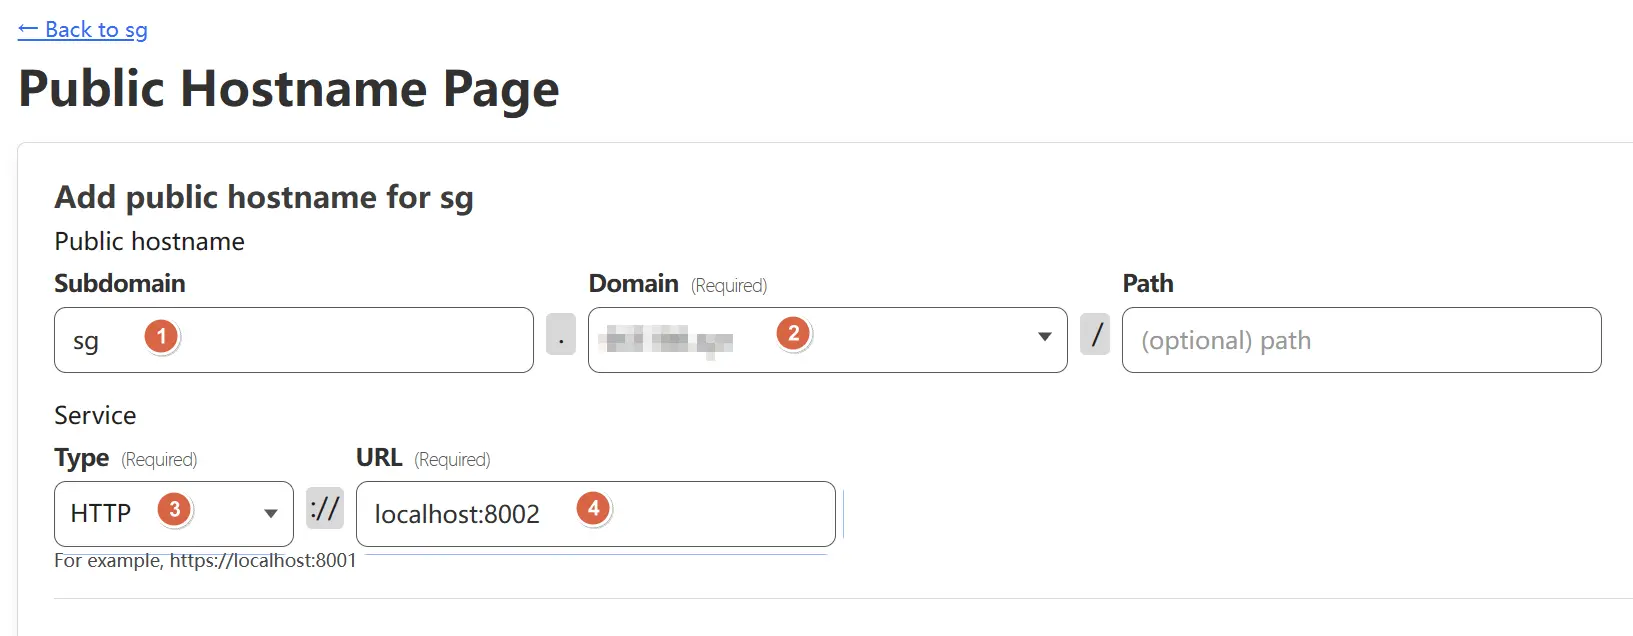 ← Back to sg
Public Hostname Page
Add public hostname for sg
Public hostname
Subdomain
Domain (Required)
Path
sg 1
.
2
/
(optional) path
Service
Type (Required)
URL (Required)
HTTP 3
://
localhost:8002 4
For example, https://localhost:8001